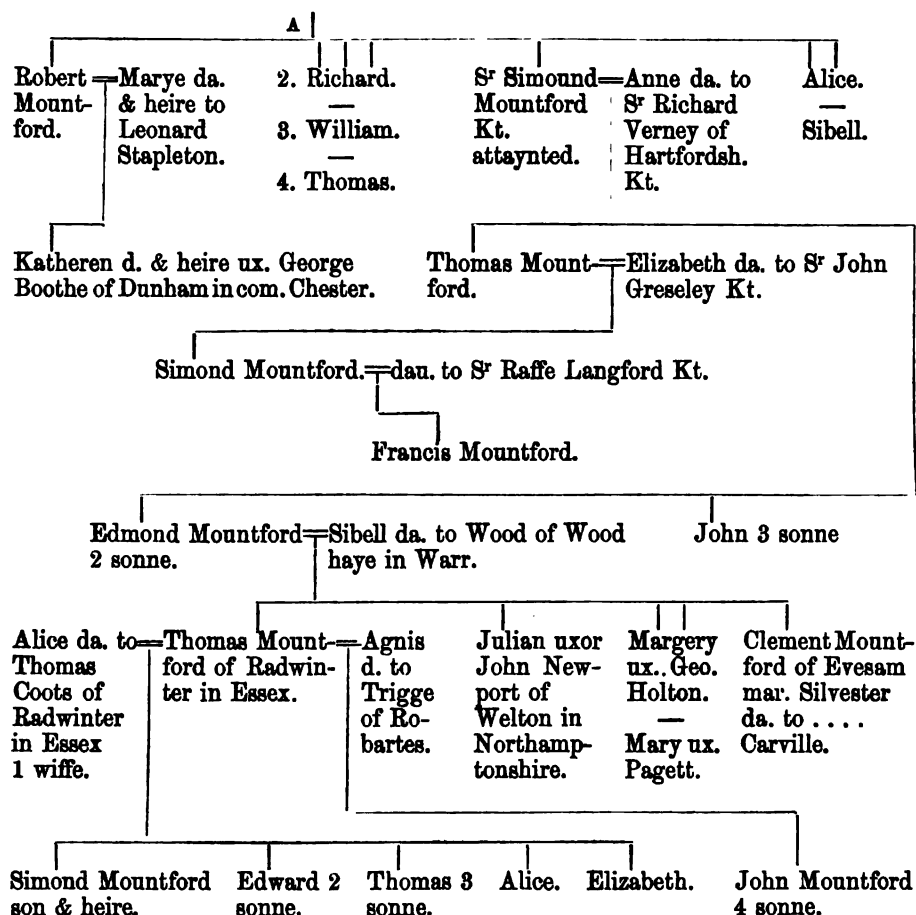 A
Robert Mount-
ford.
Marye da.
& heire to
Leonard
Stapleton.
2. Richard.
—
3. William.
—
4. Thomas.
Sʳ Simound
Mountford
Kt.
attaynted.
Anne da. to
Sʳ Richard
Verney of
Hartfordsh.
Kt.
Alice.
—
Sibell.
Katheren d. & heire ux. George
Boothe of Dunham in com. Chester.
Thomas Mount-
ford.
Elizabeth da. to Sʳ John
Greseley Kt.
Simond Mountford. dau. to Sʳ Raffe Langford Kt.
Francis Mountford.
Edmond Mountford
2 sonne.
Sibell da. to Wood of Wood
haye in Warr.
John 3 sonne
Alice da. to
Thomas
Coots of
Radwinter
in Essex
1 wiffe.
Thomas Mount-
ford of Radwin-
ter in Essex.
Agnis
d. to
Trigge
of Ro-
bartes.
Julian uxor
John New-
port of
Welton in
Northamp-
tonshire.
Margery
ux.. Geo.
Holton.
—
Mary ux.
Pagett.
Clement Mount-
ford of Evesam
mar. Silvester
da. to ....
Carville.
Simond Mountford
son & heire.
Edward 2
sonne.
Thomas 3
sonne.
Alice.
Elizabeth.
John Mountford
4 sonne.